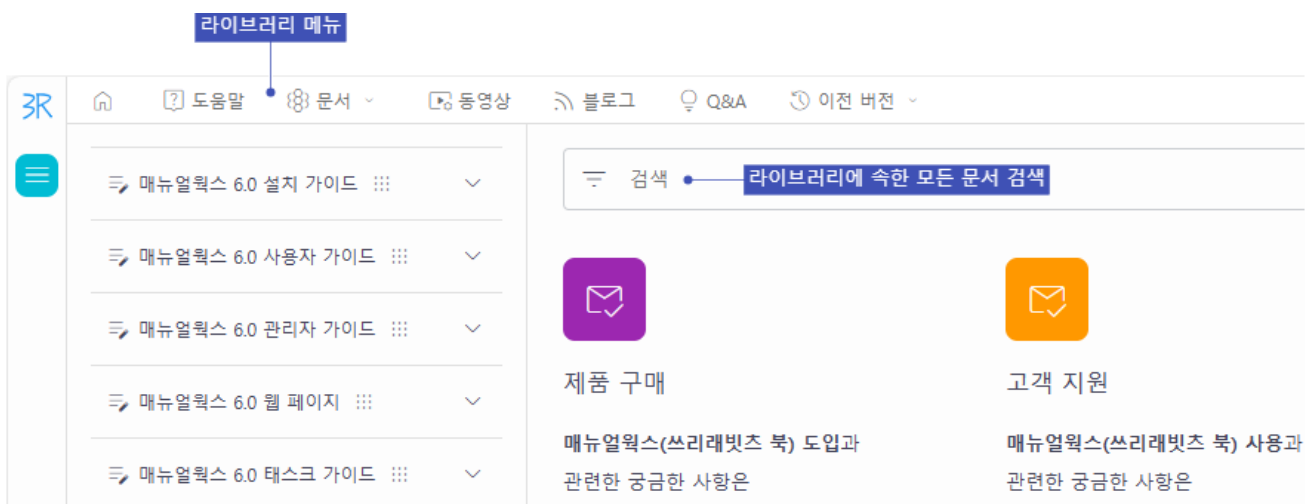 라이브러리 메뉴
3R
도움말
문서
동영상
블로그
Q&A
이전 버전
매뉴얼웍스 6.0 설치 가이드
매뉴얼웍스 6.0 사용자 가이드
매뉴얼웍스 6.0 관리자 가이드
매뉴얼웍스 6.0 웹 페이지
매뉴얼웍스 6.0 태스크 가이드
검색
라이브러리에 속한 모든 문서 검색
제품 구매
매뉴얼웍스(쓰리래빗츠 북) 도입과
관련한 궁금한 사항은
고객 지원
매뉴얼웍스(쓰리래빗츠 북) 사용과
관련한 궁금한 사항은